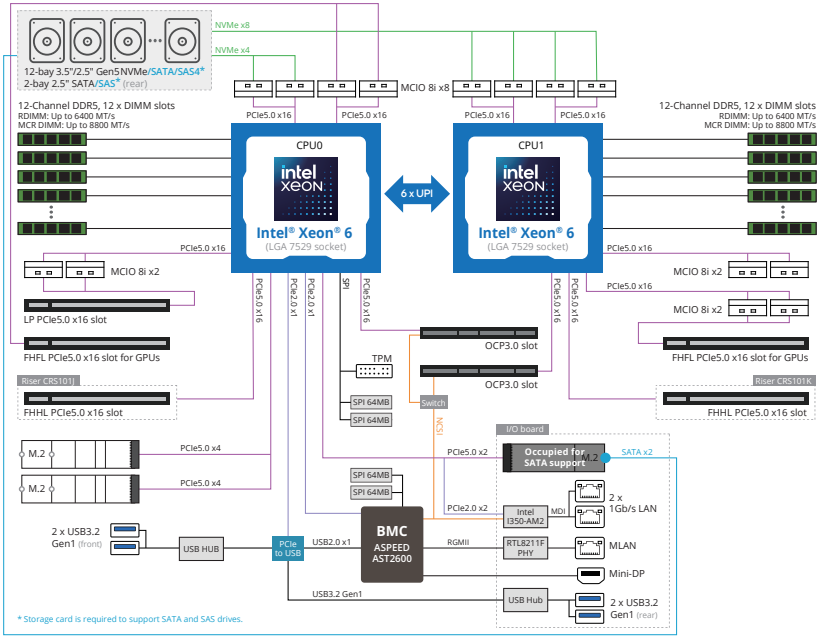 NVMe x8
NVMe x4
12-bay 3.5"/2.5" Gen5 NVMe/SATA/SAS4*
2-bay 2.5" SATA/SAS* (rear)
MCIO 8i x8
PCIe5.0 x16
PCIe5.0 x16
PCIe5.0 x16
PCIe5.0 x16
12-Channel DDR5, 12 x DIMM slots
RDIMM: Up to 6400 MT/s
MCR DIMM: Up to 8800 MT/s
12-Channel DDR5, 12 x DIMM slots
RDIMM: Up to 6400 MT/s
MCR DIMM: Up to 8800 MT/s
CPU0
intel
xeon
Intel® Xeon® 6
(LGA 7529 socket)
6 x UPI
CPU1
intel
xeon
Intel® Xeon® 6
(LGA 7529 socket)
PCIe5.0 x16
MCIO 8i x2
LP PCIe5.0 x16 slot
FHFL PCIe5.0 x16 slot for GPUs
Riser CRS101J
FHHL PCIe5.0 x16 slot
PCIe5.0 x16
MCIO 8i x2
PCIe5.0 x16
MCIO 8i x2
FHFL PCIe5.0 x16 slot for GPUs
Riser CRS101K
FHHL PCIe5.0 x16 slot
PCIe5.0 x16
PCIe2.0 x1
PCIe2.0 x1
SPI
PCIe5.0 x16
PCIe5.0 x16
PCIe5.0 x16
OCP3.0 slot
OCP3.0 slot
TPM
SPI 64MB
SPI 64MB
Switch
NCSI
M.2
PCIe5.0 x4
M.2
PCIe5.0 x4
SPI 64MB
SPI 64MB
I/O board
PCIe5.0 x2
Occupied for
SATA support
M.2
SATA x2
PCIe2.0 x2
Intel
I350-AM2
MDI
2 x
1Gb/s LAN
2 x USB3.2
Gen1 (front)
USB HUB
PCIe
to USB
USB2.0 x1
BMC
ASPEED
AST2600
RGMII
RTL8211F
PHY
MLAN
Mini-DP
USB3.2 Gen1
USB Hub
2 x USB3.2
Gen1 (rear)
* Storage card is required to support SATA and SAS drives.